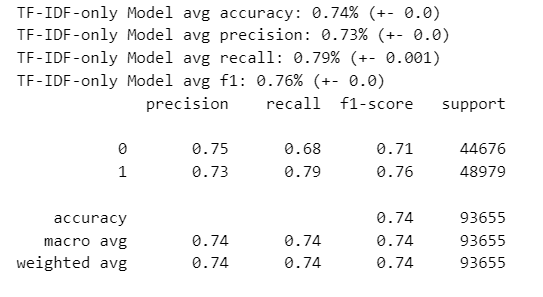 TF-IDF-only Model avg accuracy: 0.74% (+- 0.0)
TF-IDF-only Model avg precision: 0.73% (+- 0.0)
TF-IDF-only Model avg recall: 0.79% (+- 0.001)
TF-IDF-only Model avg f1: 0.76% (+- 0.0)
precision recall f1-score support
0 0.75 0.68 0.71 44676
1 0.73 0.79 0.76 48979
accuracy 0.74 93655
macro avg 0.74 0.74 0.74 93655
weighted avg 0.74 0.74 0.74 93655